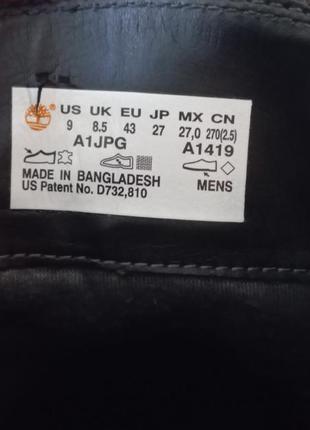 US UK EU JP MX CN
9 8.5 43 27 27,0 270(2.5)
A1JPG A1419
MADE IN BANGLADESH MENS
US Patent No. D732,810